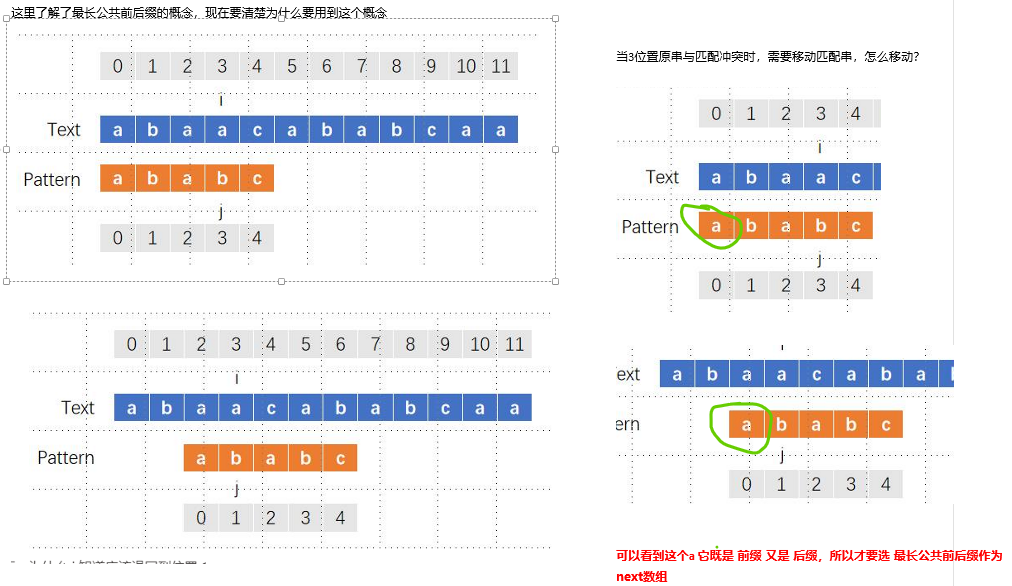 这里了解了最长公共前后缀的概念，现在要清楚为什么要用到这个概念
0 1 2 3 4 5 6 7 8 9 10 11
i
Text a b a a c a b a b c a a
Pattern a b a b c
j
0 1 2 3 4
0 1 2 3 4 5 6 7 8 9 10 11
i
Text a b a a c a b a b c a a
Pattern a b a b c
j
0 1 2 3 4
当3位置原串与匹配冲突时，需要移动匹配串，怎么移动?
0 1 2 3 4
i
Text a b a a c
Pattern a b a b c
j
0 1 2 3 4
ext a b a a c a b a
ern a b a b c
j
0 1 2 3 4
可以看到这个a 它既是 前缀 又是 后缀，所以才要选 最长公共前后缀作为
next数组